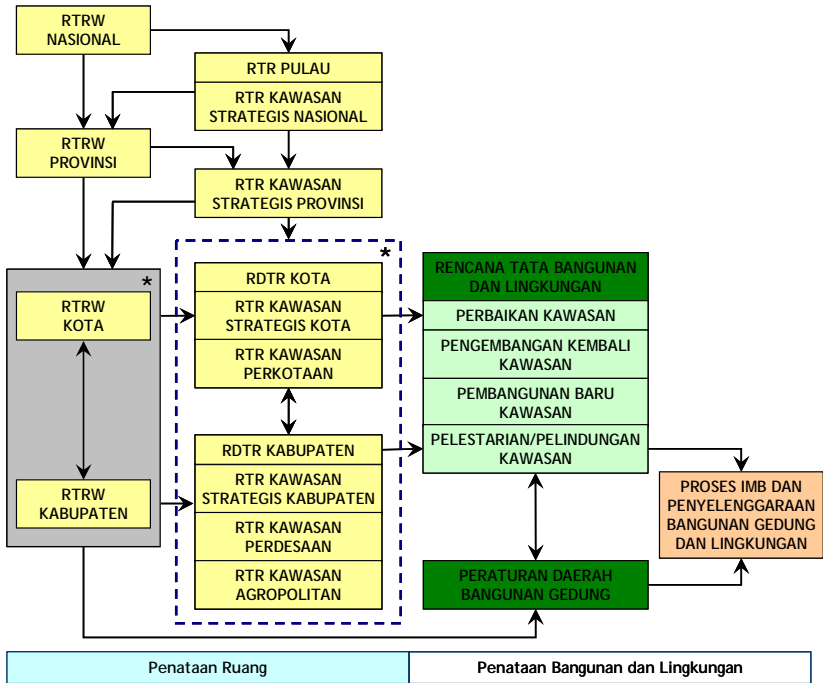 RTRW
NASIONAL
RTR PULAU
RTR KAWASAN
STRATEGIS NASIONAL
RTRW
PROVINSI
RTR KAWASAN
STRATEGIS PROVINSI
*
RTRW
KOTA
RTRW
KABUPATEN
*
RDTR KOTA
RTR KAWASAN
STRATEGIS KOTA
RTR KAWASAN
PERKOTAAN
RDTR KABUPATEN
RTR KAWASAN
STRATEGIS KABUPATEN
RTR KAWASAN
PERDESAAN
RTR KAWASAN
AGROPOLITAN
RENCANA TATA BANGUNAN
DAN LINGKUNGAN
PERBAIKAN KAWASAN
PENGEMBANGAN KEMBALI
KAWASAN
PEMBANGUNAN BARU
KAWASAN
PELESTARIAN/PELINDUNGAN
KAWASAN
PERATURAN DAERAH
BANGUNAN GEDUNG
PROSES IMB DAN
PENYELENGGARAAN
BANGUNAN GEDUNG
DAN LINGKUNGAN
Penataan Ruang
Penataan Bangunan dan Lingkungan